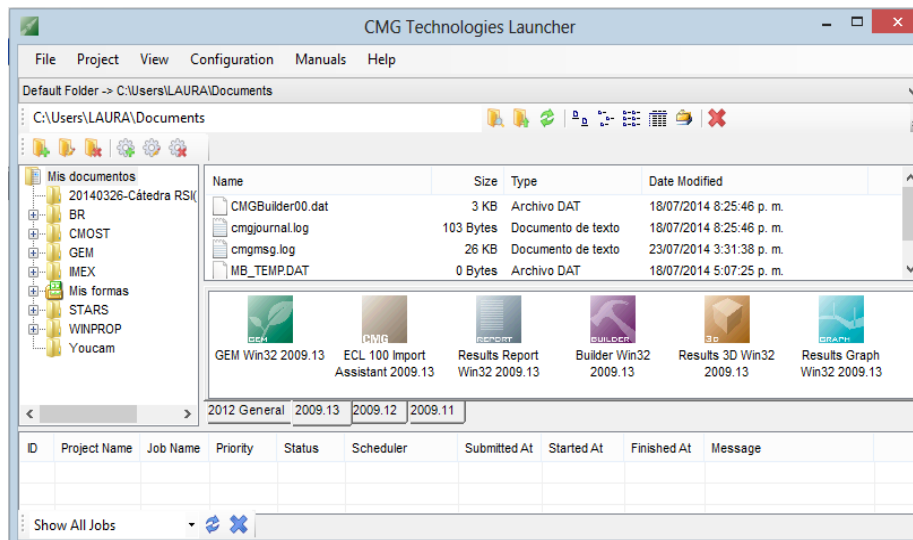 CMG Technologies Launcher
File Project View Configuration Manuals Help
Default Folder -> C:\Users\LAURA\Documents
C:\Users\LAURA\Documents
Mis documentos
20140326-Cátedra RSI(
BR
CMOST
GEM
IMEX
Mis formas
STARS
WINPROP
Youcam
Name Size Type Date Modified
CMGBuilder00.dat 3 KB Archivo DAT 18/07/2014 8:25:46 p. m.
cmgjournal.log 103 Bytes Documento de texto 18/07/2014 8:25:46 p. m.
cmgmsg.log 26 KB Documento de texto 23/07/2014 3:31:38 p. m.
MB_TEMP.DAT 0 Bytes Archivo DAT 18/07/2014 5:07:25 p. m.
GEM CMG REPORT BUILDER 3D GRAPH
GEM Win32 2009.13 ECL 100 Import Results Report Builder Win32 Results 3D Win32 Results Graph
Assistant 2009.13 Win32 2009.13 2009.13 2009.13 Win32 2009.13
2012 General 2009.13 2009.12 2009.11
ID Project Name Job Name Priority Status Scheduler Submitted At Started At Finished At Message
Show All Jobs